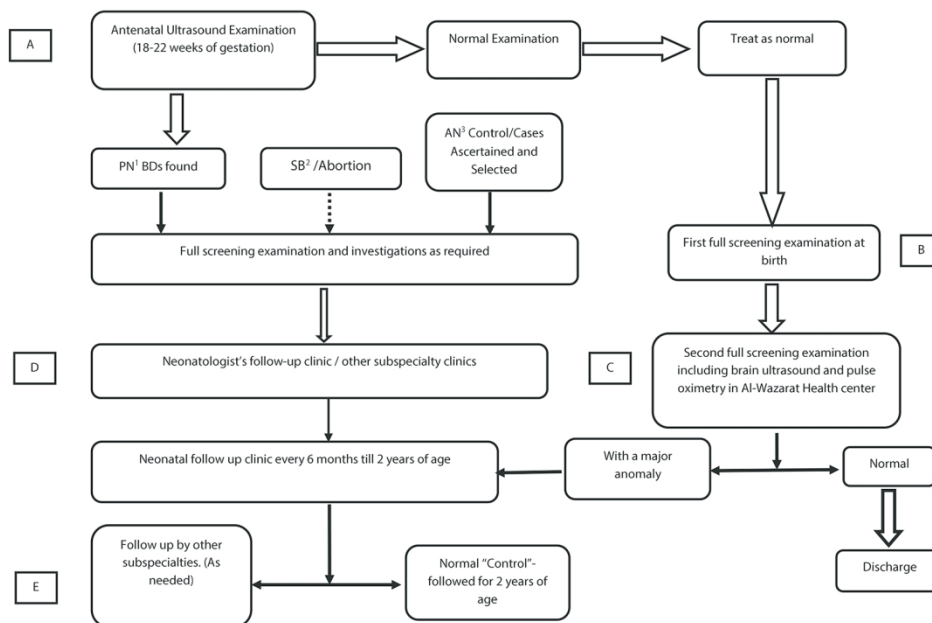 A
Antenatal Ultrasound Examination
(18-22 weeks of gestation)
Normal Examination
Treat as normal
PN¹ BDs found
SB² /Abortion
AN³ Control/Cases
Ascertained and
Selected
Full screening examination and investigations as required
First full screening examination at
birth
B
D
Neonatologist's follow-up clinic / other subspecialty clinics
C
Second full screening examination
including brain ultrasound and pulse
oximetry in Al-Wazarat Health center
Neonatal follow up clinic every 6 months till 2 years of age
With a major
anomaly
Normal
E
Follow up by other
subspecialties. (As
needed)
Normal “Control”-
followed for 2 years of
age
Discharge